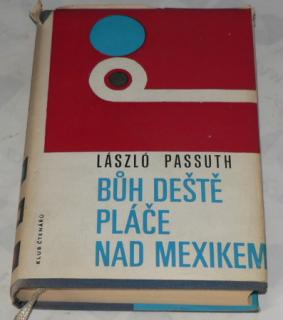 LÁSZLÓ PASSUTH
BŮH DEŠTĚ
PLÁČE
NAD MEXIKEM
KLUB ČTENÁŘŮ